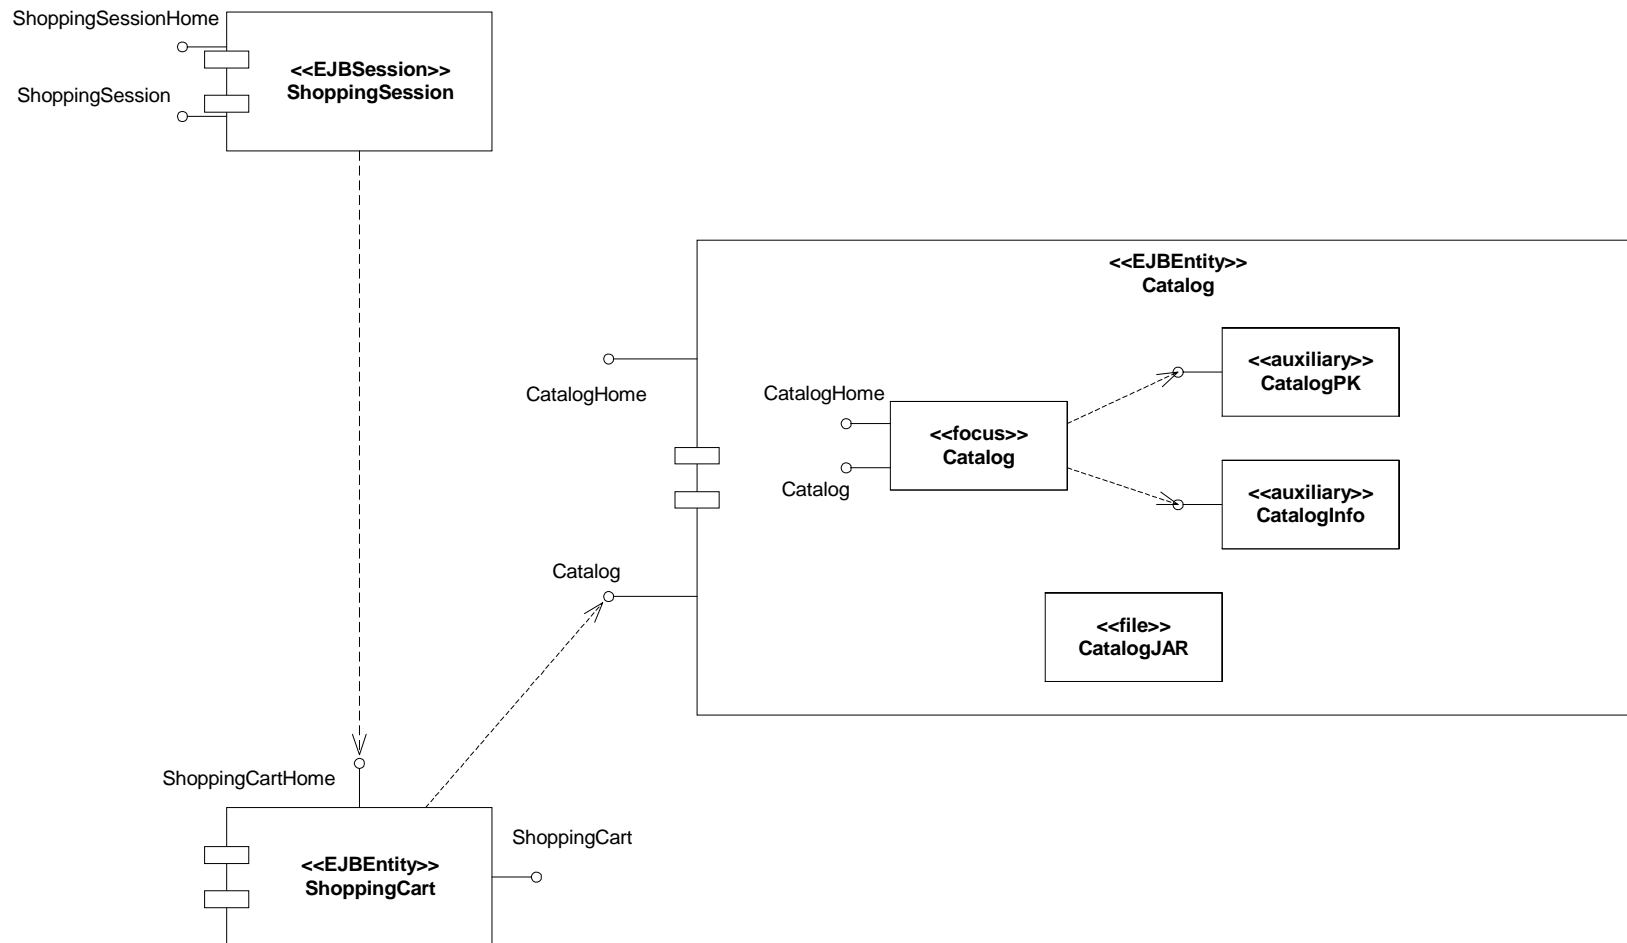 ShoppingSessionHome
<<EJBSession>>
ShoppingSession
ShoppingSession
<<EJBEntity>>
Catalog
CatalogHome
CatalogHome
<<auxiliary>>
CatalogPK
<<focus>>
Catalog
Catalog
<<auxiliary>>
CatalogInfo
Catalog
<<file>>
CatalogJAR
ShoppingCartHome
ShoppingCart
<<EJBEntity>>
ShoppingCart